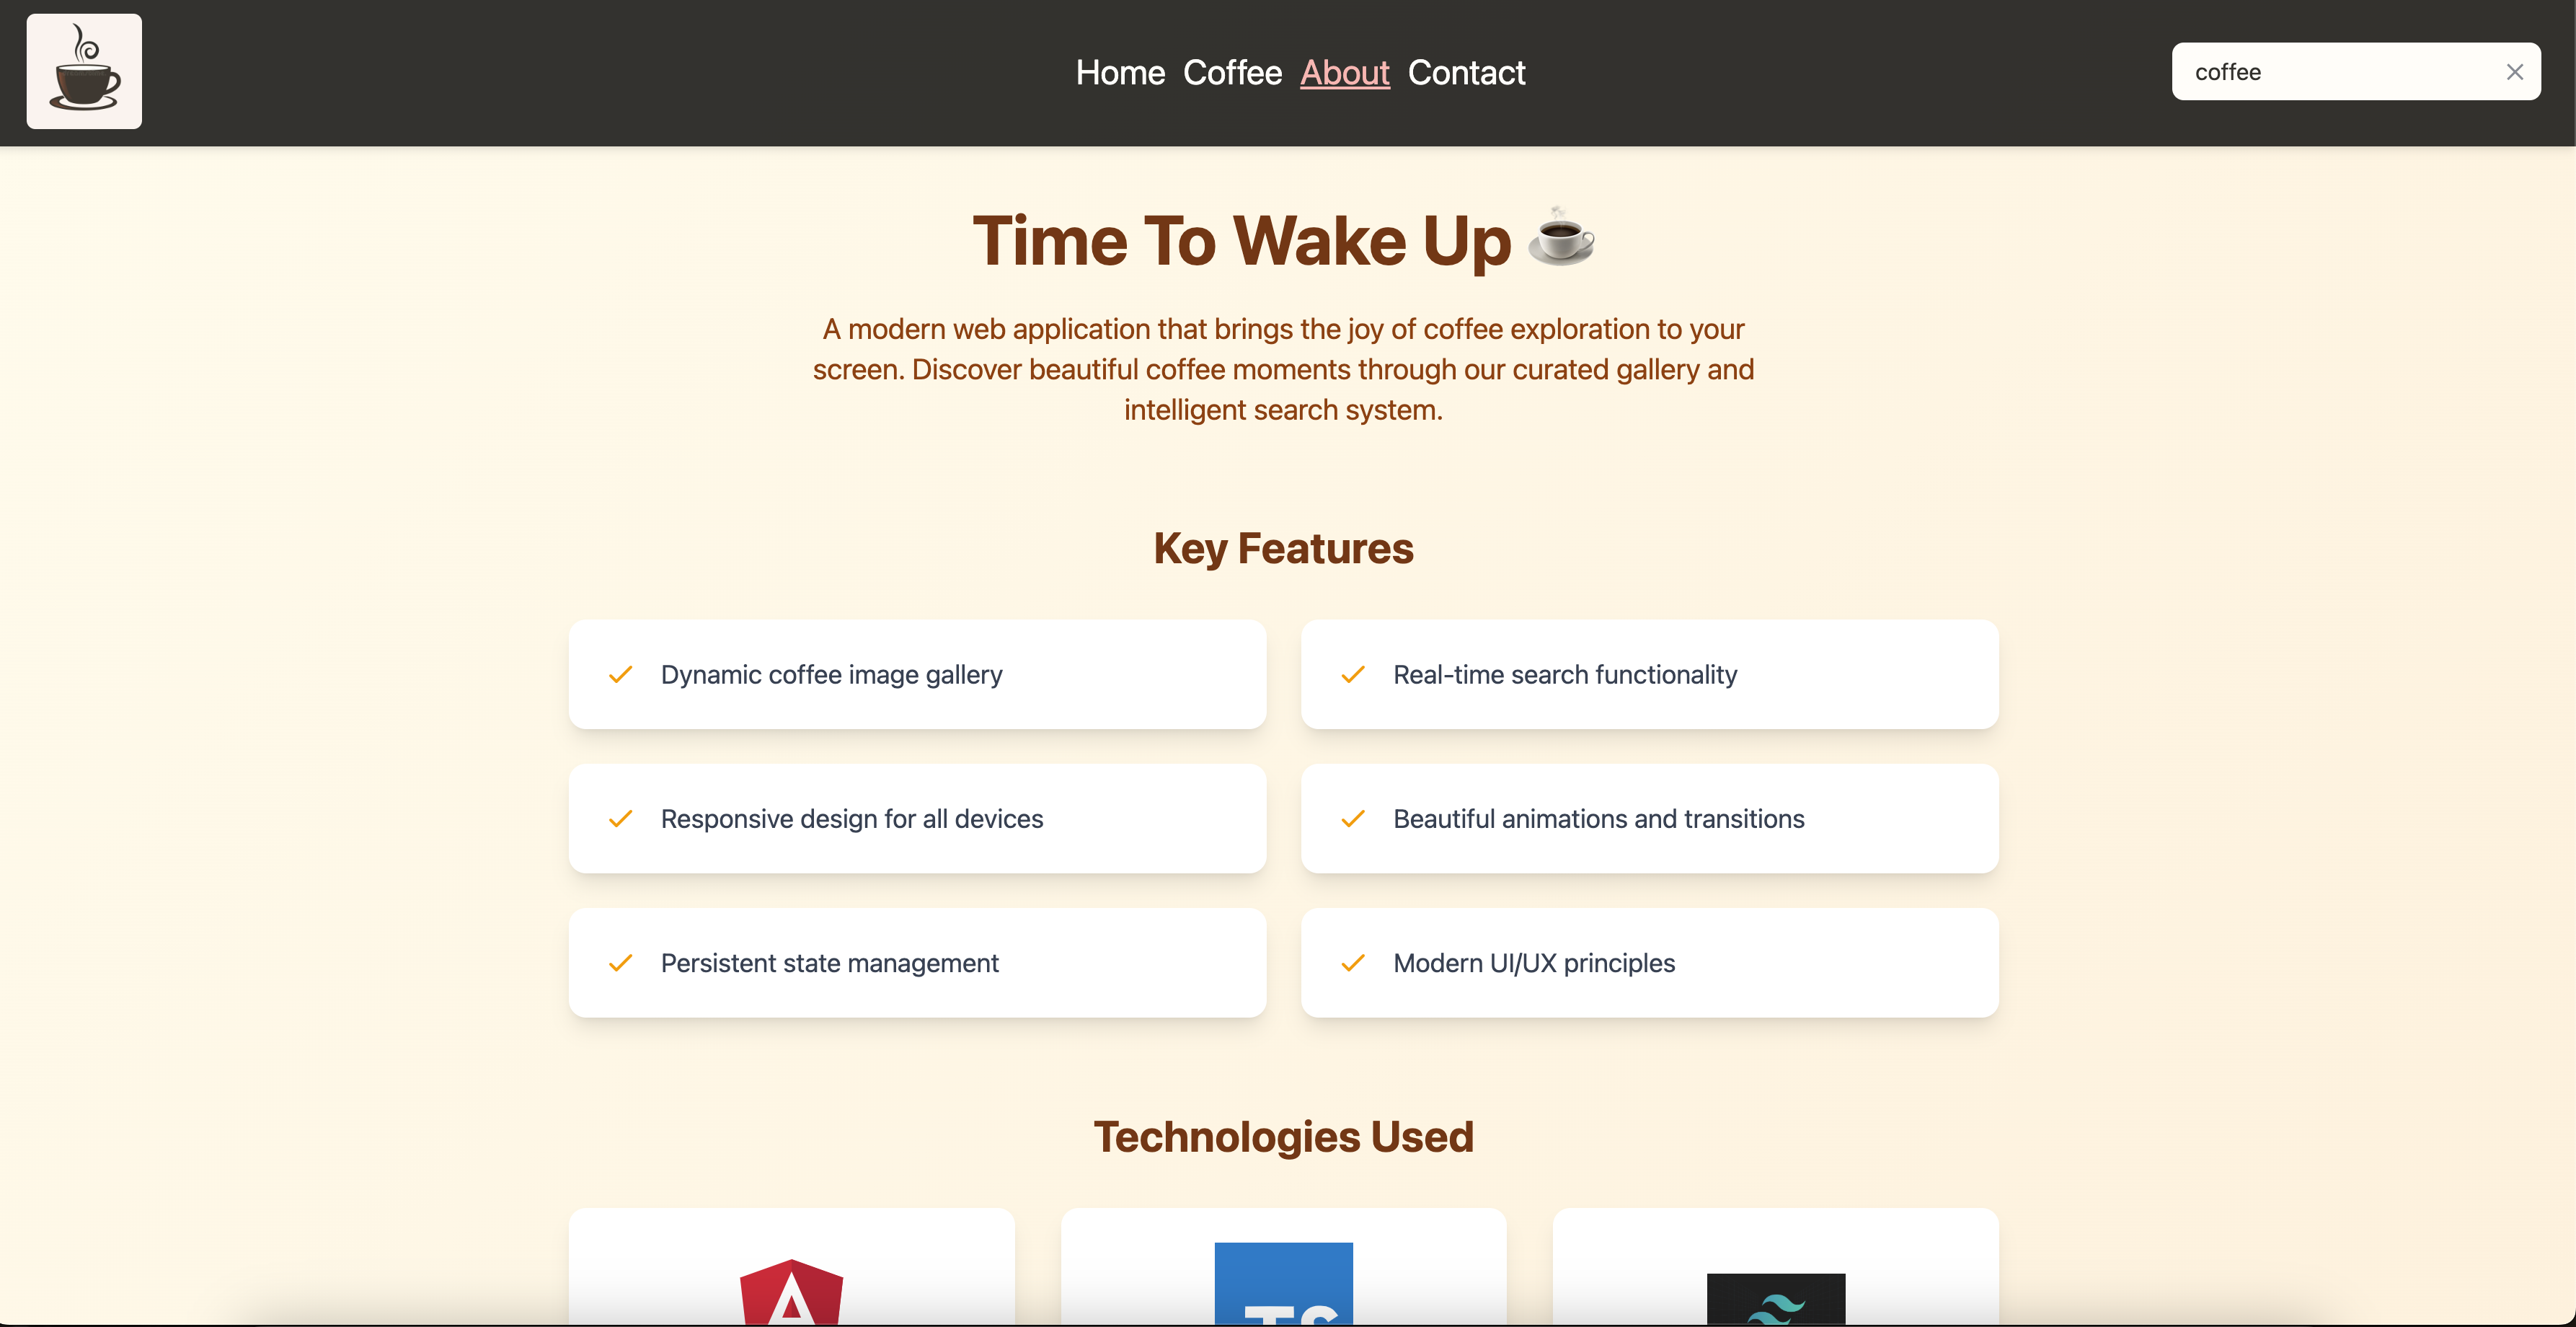 Home Coffee About Contact
coffee
Time To Wake Up
A modern web application that brings the joy of coffee exploration to your
screen. Discover beautiful coffee moments through our curated gallery and
intelligent search system.
Key Features
Dynamic coffee image gallery
Real-time search functionality
Responsive design for all devices
Beautiful animations and transitions
Persistent state management
Modern UI/UX principles
Technologies Used
A
TS